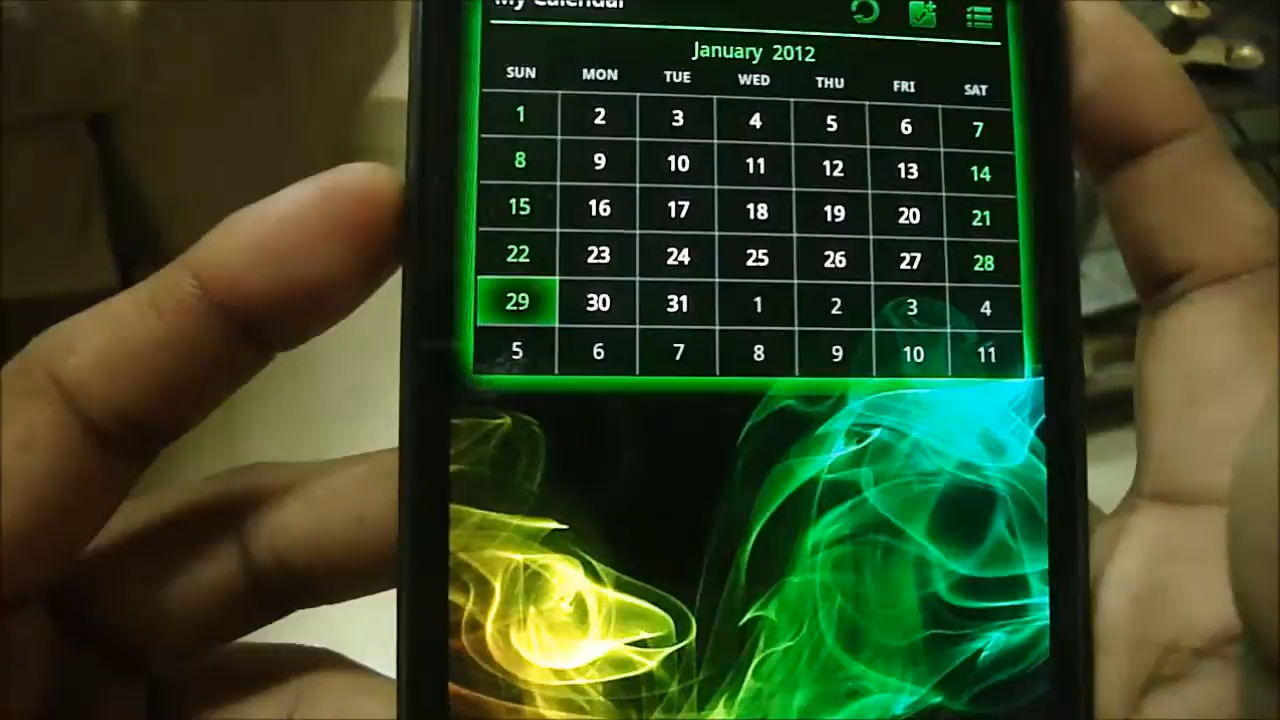 My Calendar
January 2012
SUN MON TUE WED THU FRI SAT
1 2 3 4 5 6 7
8 9 10 11 12 13 14
15 16 17 18 19 20 21
22 23 24 25 26 27 28
29 30 31 1 2 3 4
5 6 7 8 9 10 11